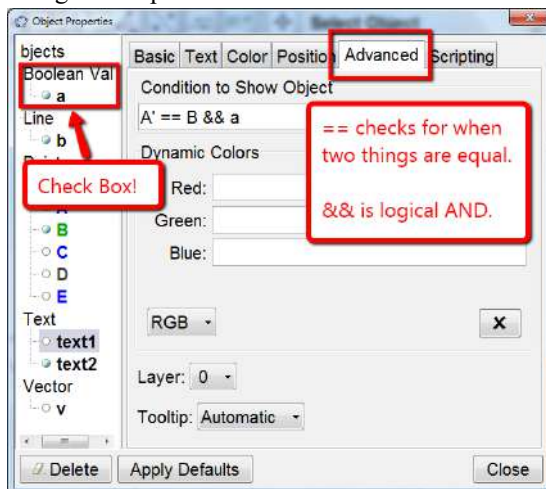 Object Properties
bjects
Boolean Val
a
Line
b
A
B
C
D
E
Text
text1
text2
Vector
v
Basic Text Color Position Advanced Scripting
Condition to Show Object
A' == B && a
Dynamic Colors
Red:
Green:
Blue:
RGB
x
Layer: 0
Tooltip: Automatic
Check Box!
== checks for when
two things are equal.
&& is logical AND.
Delete Apply Defaults Close